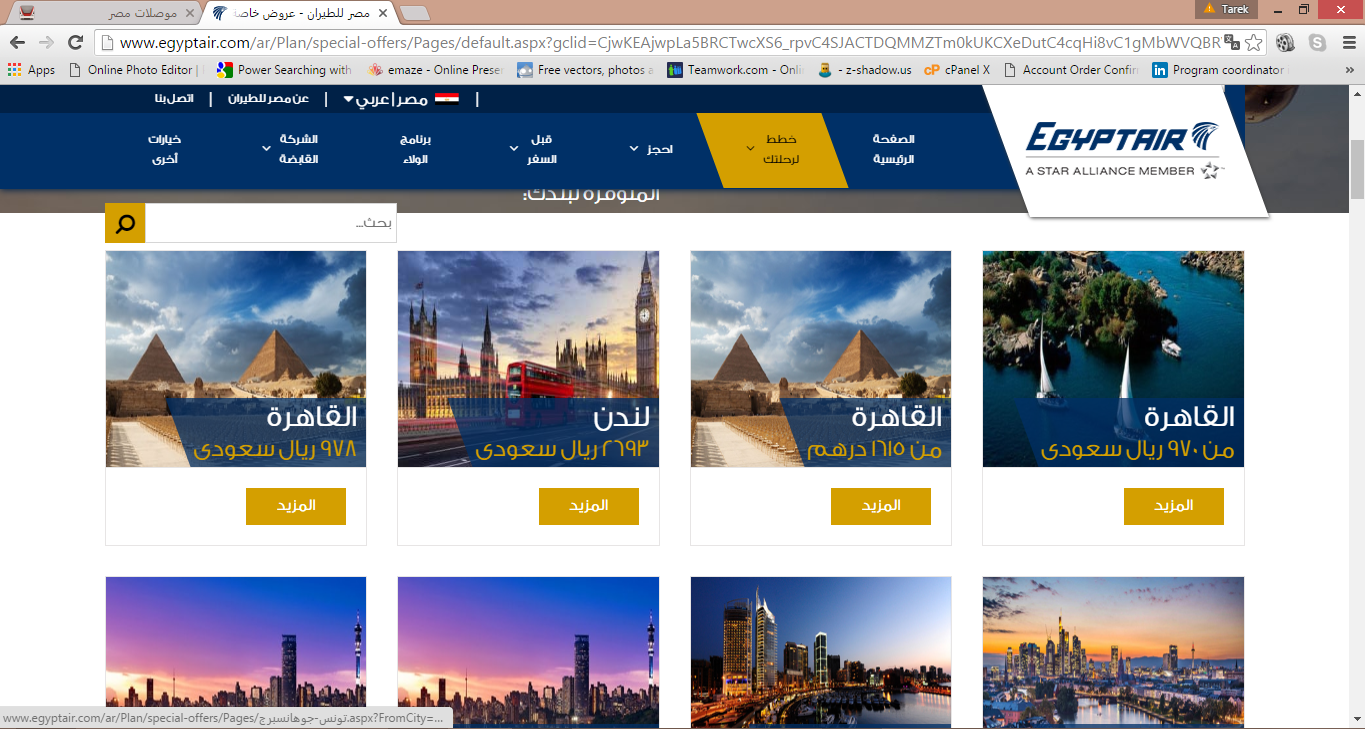 موصلات مصر
مصر للطيران - عروض خاصة
Tarek
www.egyptair.com/ar/Plan/special-offers/Pages/default.aspx?gclid=CjwKEAjwpLa5BRCTwcXS6_rpvC4SJACTDQMMZTm0kUKCXeDutC4cqHi8vC1gMbWVQBR
Apps
Online Photo Editor |
Power Searching with
emaze - Online Prese
Free vectors, photos a
Teamwork.com - Onli
- z-shadow.us
cPanel X
Account Order Confir
Program coordinator
مصر | عربي
عن مصر للطيران
اتصل بنا
EGYPTAIR
A STAR ALLIANCE MEMBER
الصفحة الرئيسية
خطط لرحلتك
احجز
قبل السفر
برنامج الولاء
الشركة القابضة
خيارات أخرى
المتوفرة لبلدك:
بحث...
القاهرة
من ٩٧٠ ريال سعودى
المزيد
القاهرة
من ١٦١٥ درهم
المزيد
لندن
٢٦٩٣ ريال سعودى
المزيد
القاهرة
٩٧٨ ريال سعودى
المزيد
www.egyptair.com/ar/Plan/special-offers/Pages/تونس-جوهانسبرج.aspx?FromCity=...